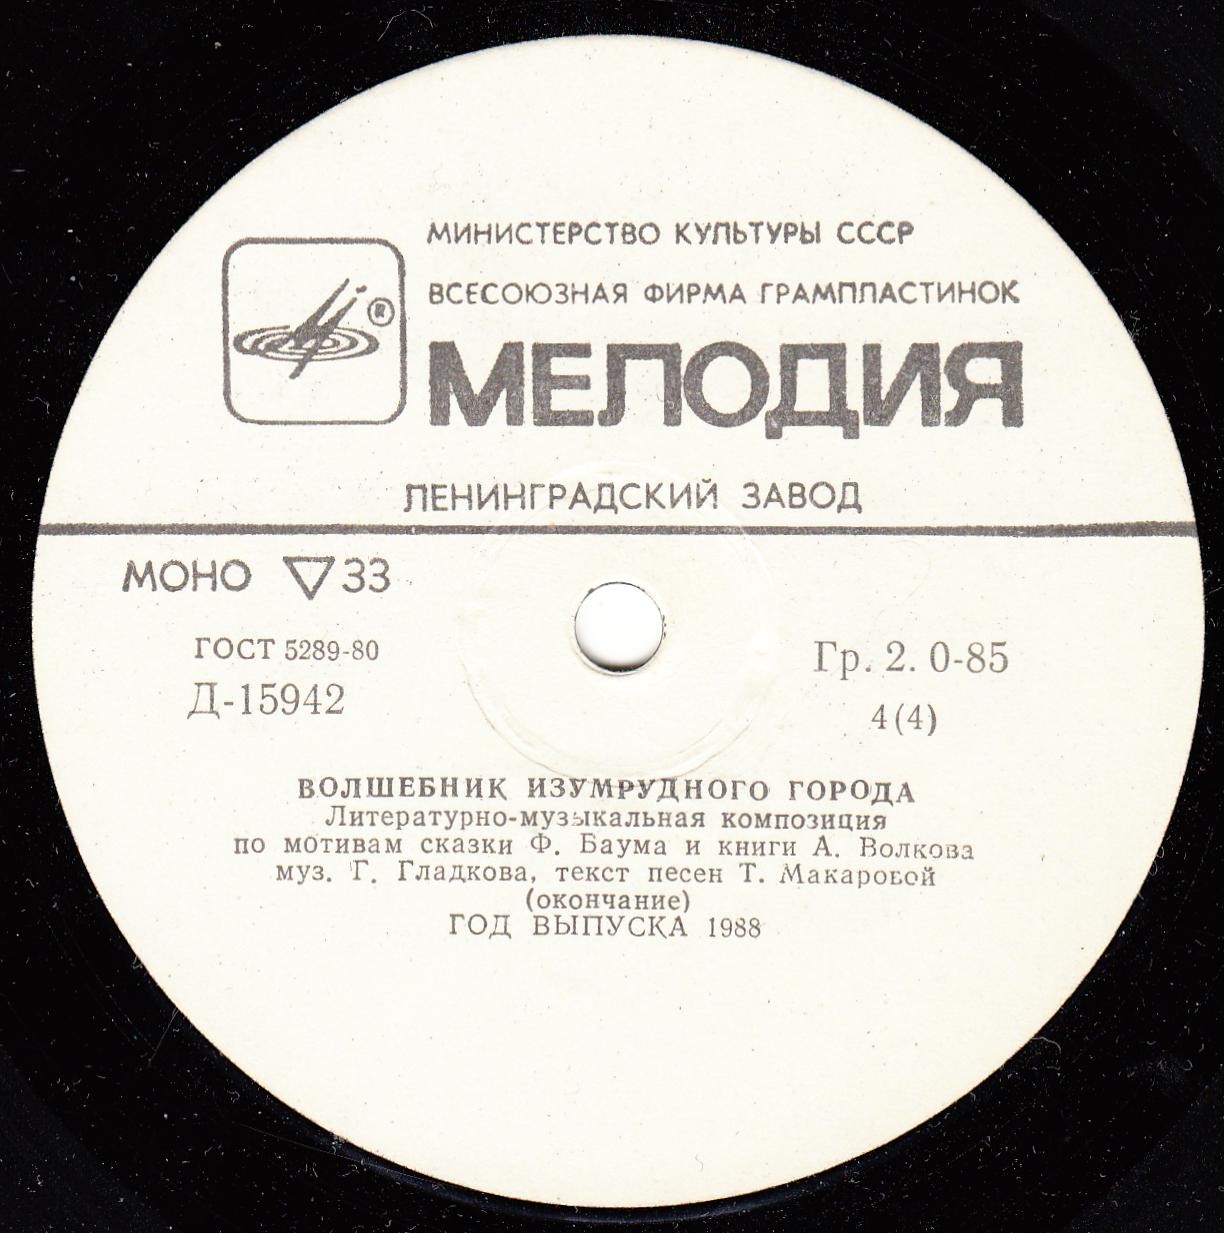 МИНИСТЕРСТВО КУЛЬТУРЫ СССР
ВСЕСОЮЗНАЯ ФИРМА ГРАМПЛАСТИНОК
®
МЕЛОДИЯ
ЛЕНИНГРАДСКИЙ ЗАВОД
МОНО ▽ 33
ГОСТ 5289-80
Д-15942
Гр. 2. 0-85
4(4)
ВОЛШЕБНИК ИЗУМРУДНОГО ГОРОДА
Литературно-музыкальная композиция
по мотивам сказки Ф. Баума и книги А. Волкова
муз. Г. Гладкова, текст песен Т. Макаровой
(окончание)
ГОД ВЫПУСКА 1988